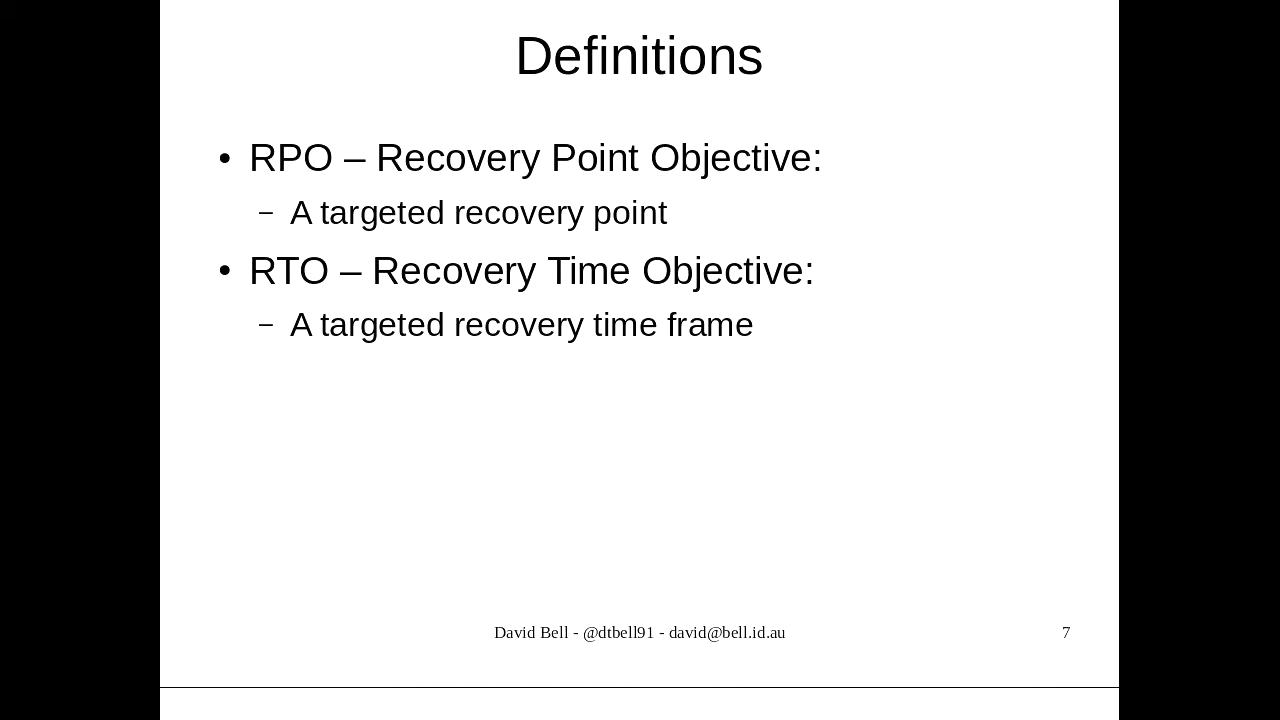 Definitions
• RPO – Recovery Point Objective:
– A targeted recovery point
• RTO – Recovery Time Objective:
– A targeted recovery time frame
David Bell - @dtbell91 - david@bell.id.au
7